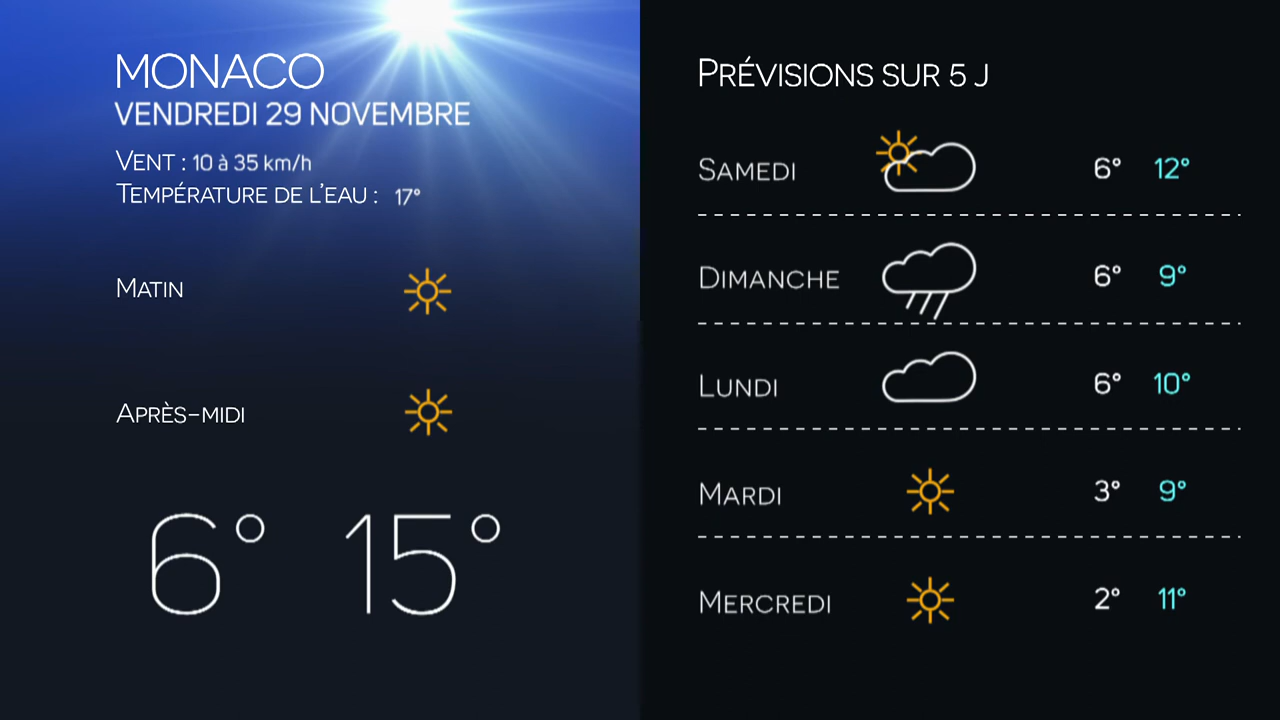 MONACO
VENDREDI 29 NOVEMBRE
VENT : 10 à 35 km/h
TEMPÉRATURE DE L'EAU : 17°
MATIN
APRÈS-MIDI
6° 15°
PRÉVISIONS SUR 5 J
SAMEDI 6° 12°
DIMANCHE 6° 9°
LUNDI 6° 10°
MARDI 3° 9°
MERCREDI 2° 11°